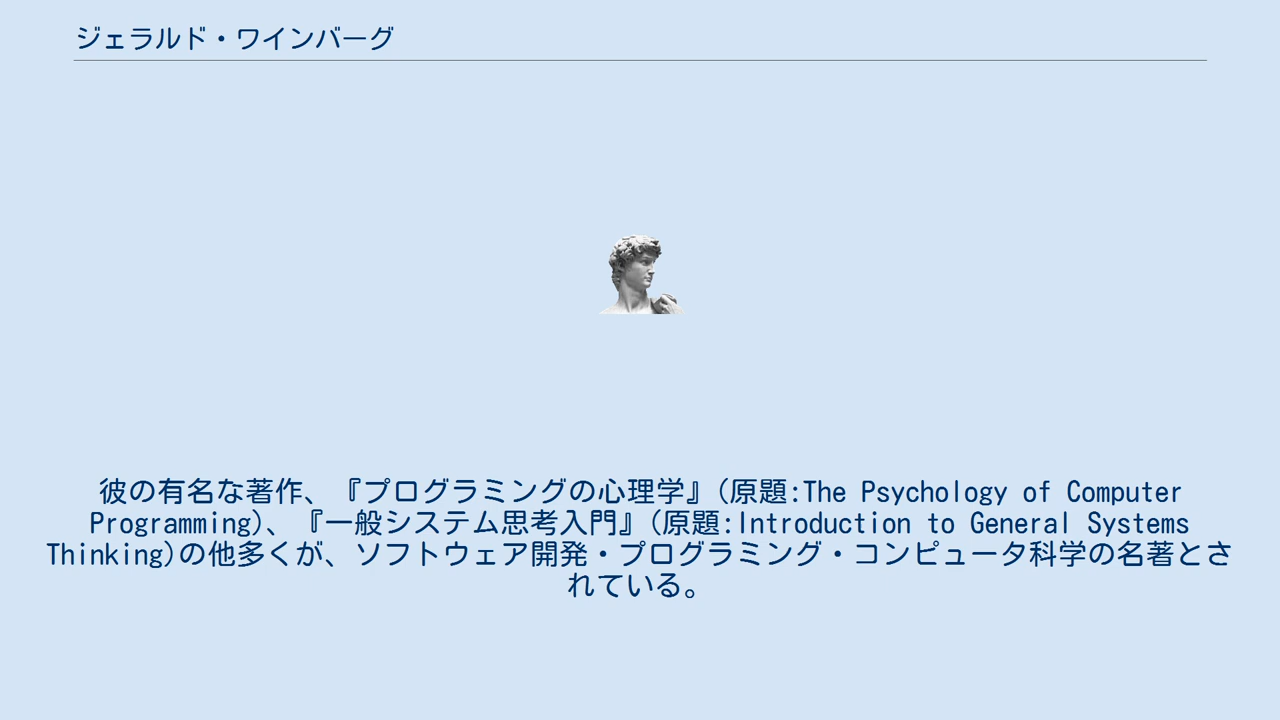 ジェラルド・ワインバーグ
彼の有名な著作、『プログラミングの心理学』(原題:The Psychology of Computer
Programming)、『一般システム思考入門』(原題:Introduction to General Systems
Thinking)の他多くが、ソフトウェア開発・プログラミング・コンピュータ科学の名著とさ
れている。